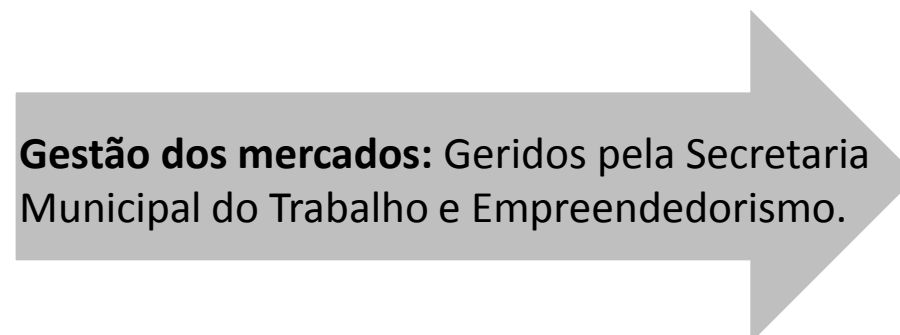 Gestão dos mercados: Geridos pela Secretaria
Municipal do Trabalho e Empreendedorismo.